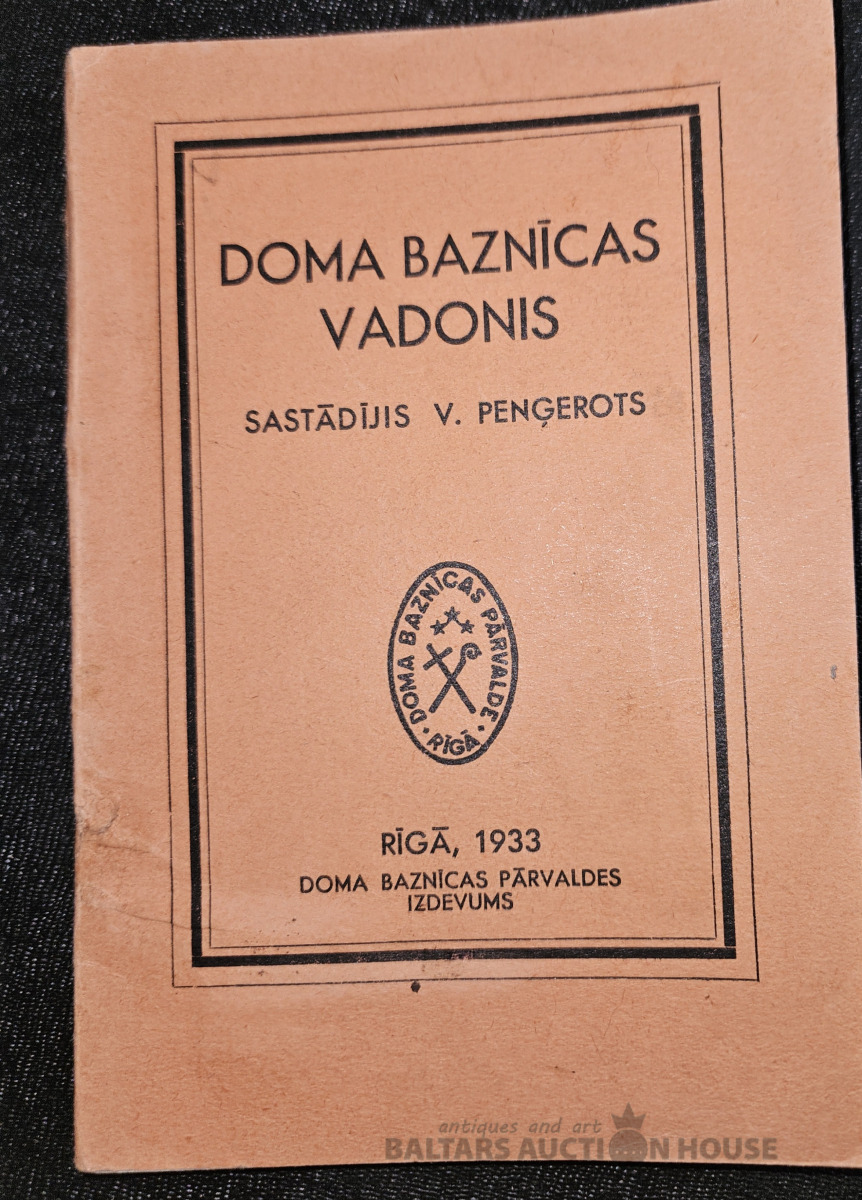 DOMA BAZNĪCAS
VADONIS
SASTĀDĪJIS V. PENĢEROTS
DOMA BAZNĪCAS PĀRVALDE
• RĪGĀ •
RĪGĀ, 1933
DOMA BAZNĪCAS PĀRVALDES
IZDEVUMS
antiques and art
BALTARS AUCTION HOUSE